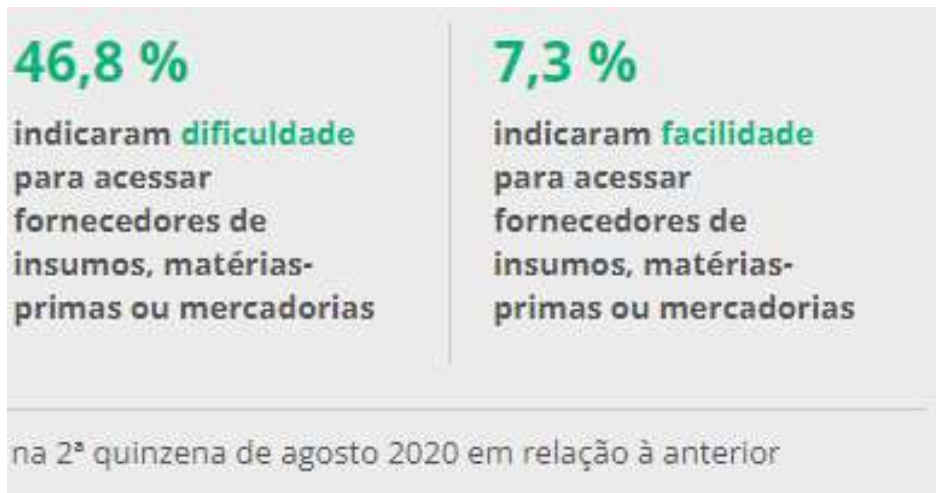 46,8 %
indicaram dificuldade
para acessar
fornecedores de
insumos, matérias-
primas ou mercadorias
7,3 %
indicaram facilidade
para acessar
fornecedores de
insumos, matérias-
primas ou mercadorias
na 2ª quinzena de agosto 2020 em relação à anterior